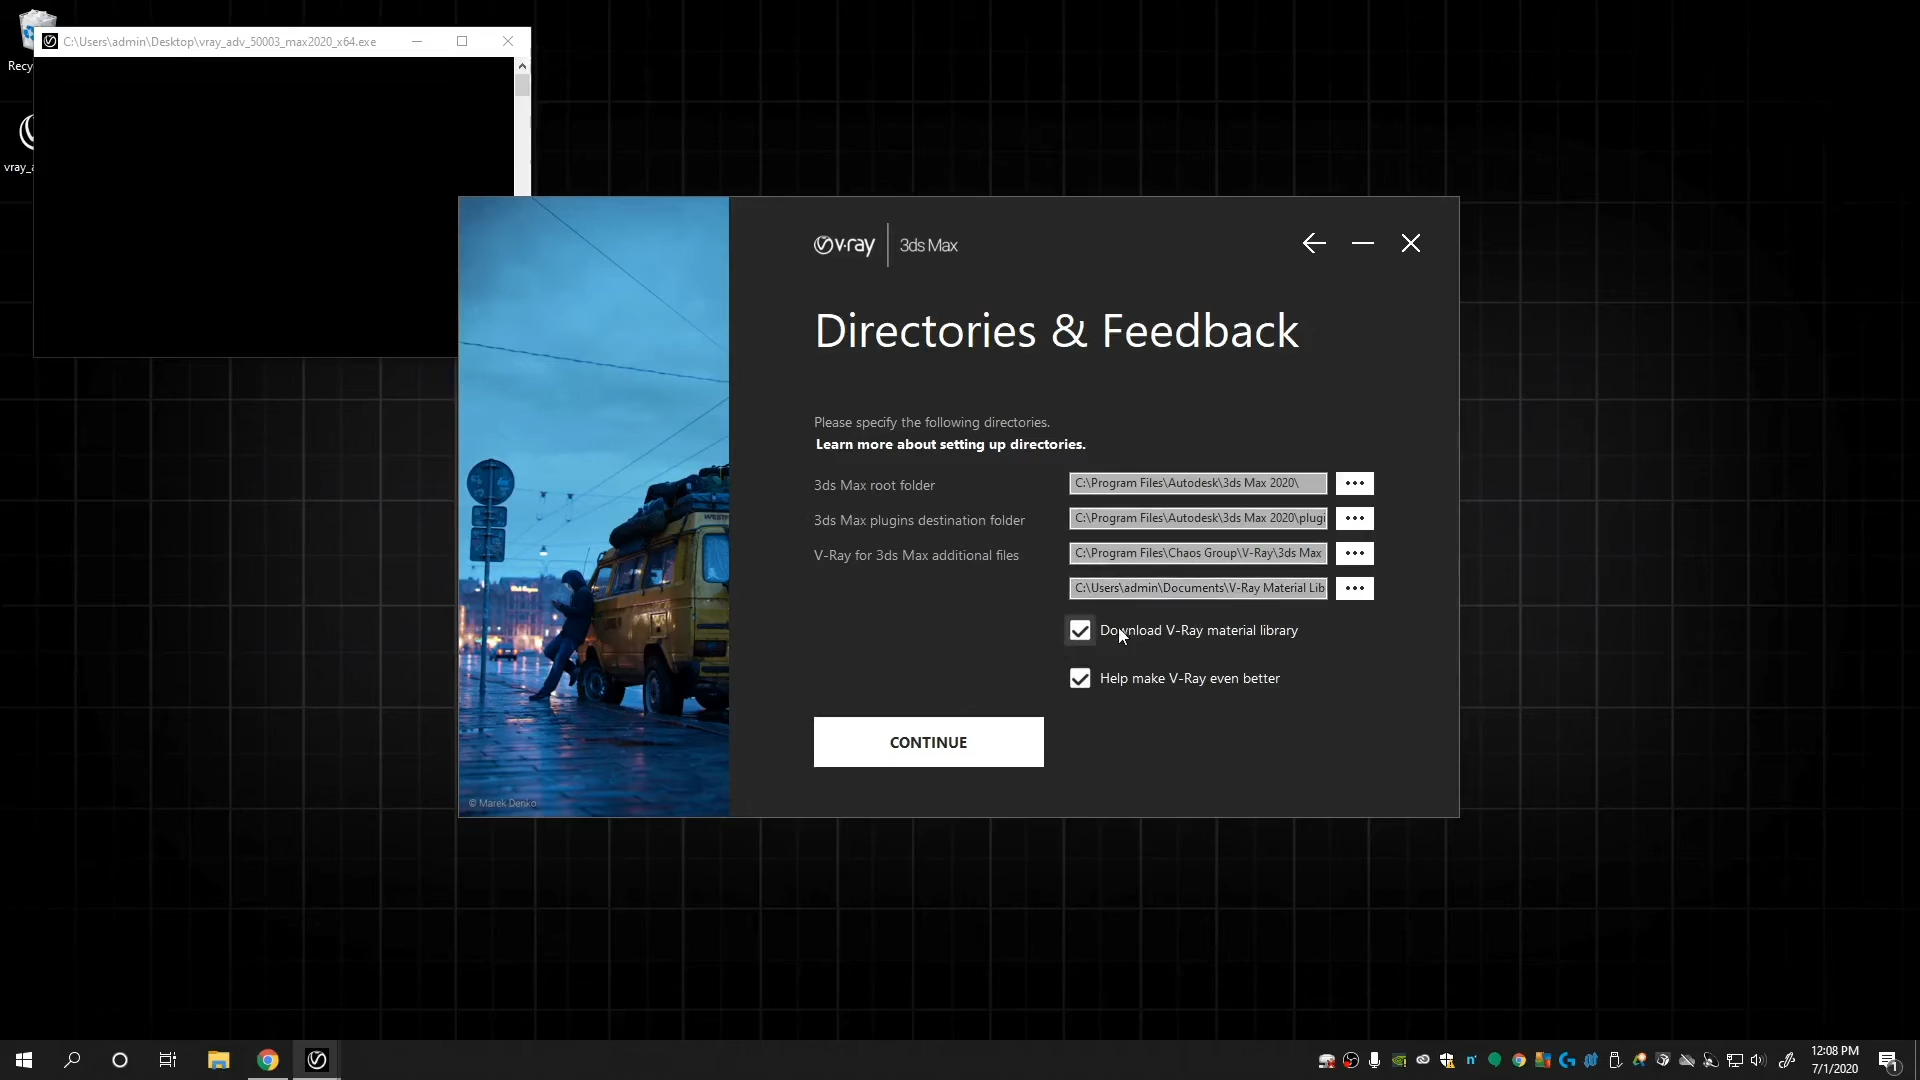 C:\Users\admin\Desktop\vray_adv_50003_max2020_x64.exe
Recy
vray_a
v-ray
3ds Max
Directories & Feedback
Please specify the following directories.
Learn more about setting up directories.
3ds Max root folder
C:\Program Files\Autodesk\3ds Max 2020\
3ds Max plugins destination folder
C:\Program Files\Autodesk\3ds Max 2020\plugi
V-Ray for 3ds Max additional files
C:\Program Files\Chaos Group\V-Ray\3ds Max
C:\Users\admin\Documents\V-Ray Material Lib
Download V-Ray material library
Help make V-Ray even better
CONTINUE
© Marek Denko
12:08 PM
7/1/2020
1